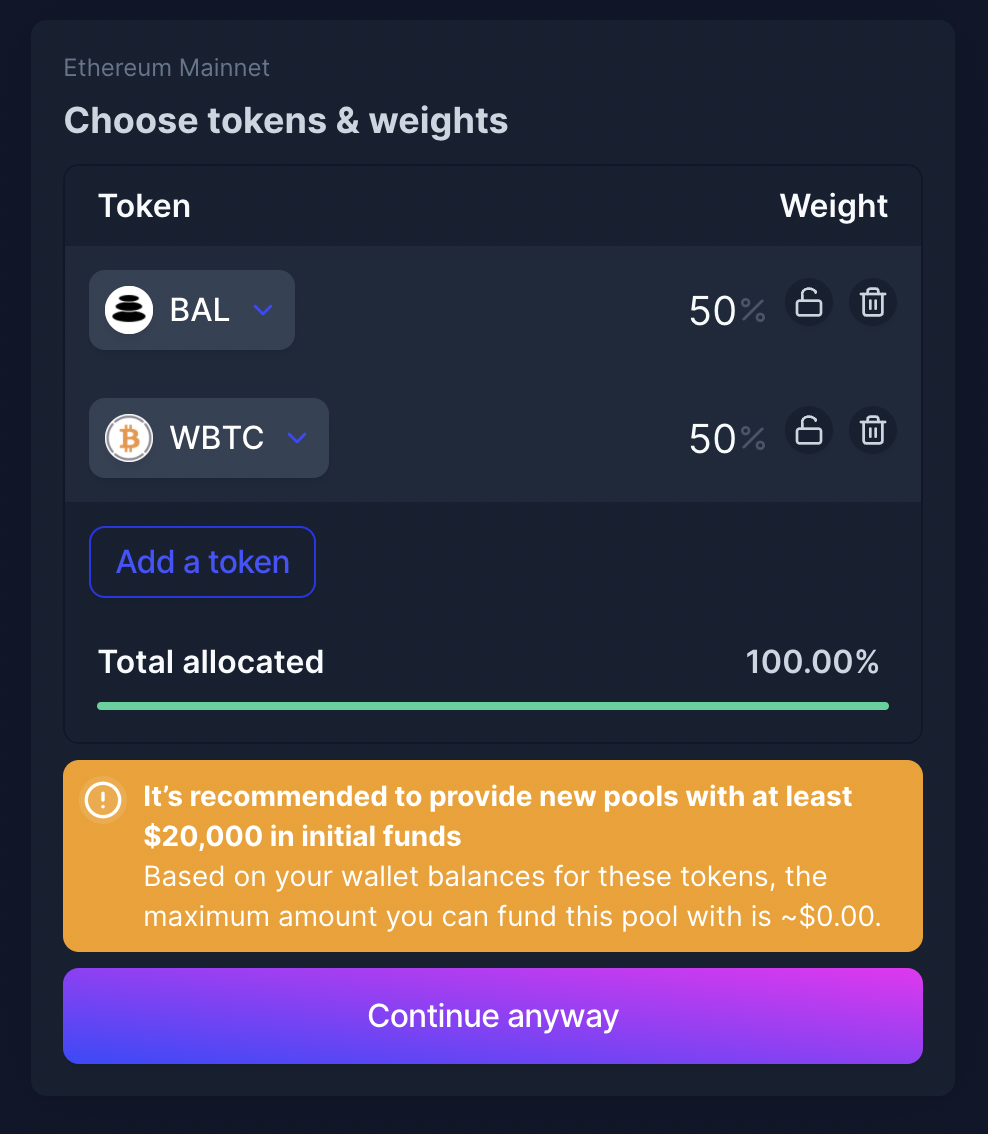 Ethereum Mainnet
Choose tokens & weights
Token Weight
BAL 50%
WBTC 50%
Add a token
Total allocated 100.00%
It’s recommended to provide new pools with at least
$20,000 in initial funds
Based on your wallet balances for these tokens, the
maximum amount you can fund this pool with is ~$0.00.
Continue anyway